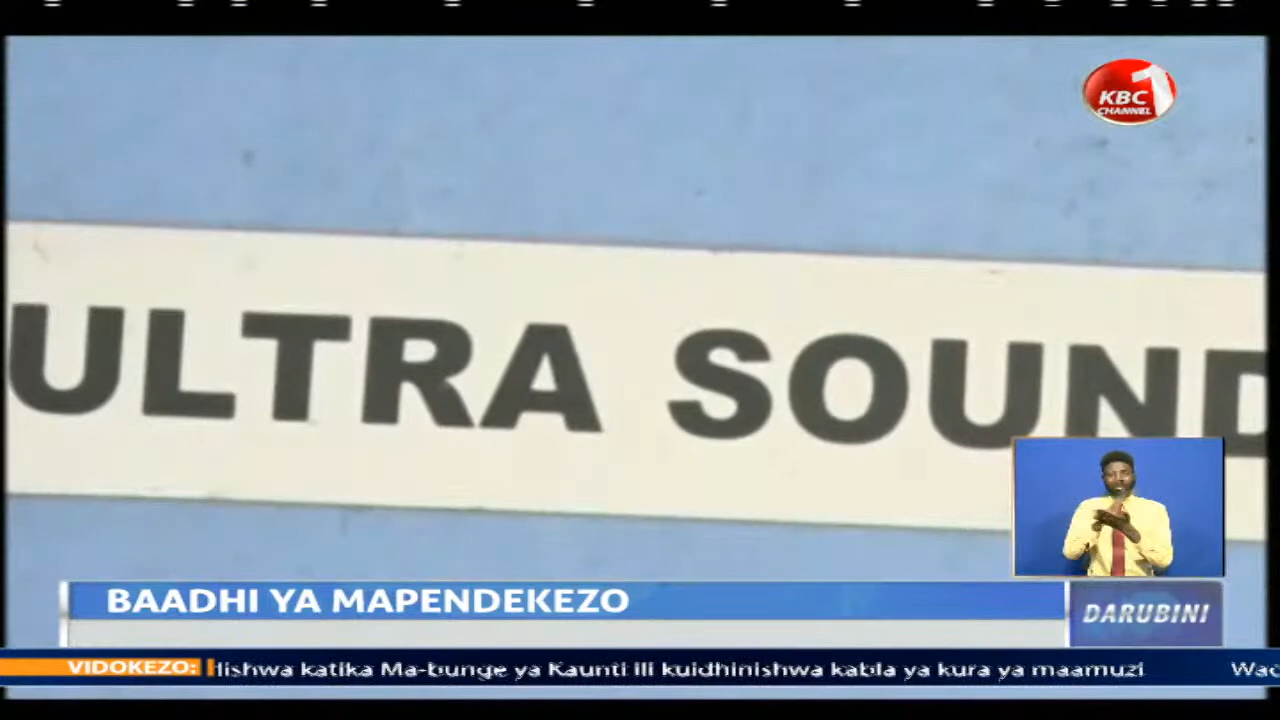 KBC 1
CHANNEL
ULTRA SOUND
BAADHI YA MAPENDEKEZO
DARUBINI
VIDOKEZO: lishwa katika Ma-bunge ya Kaunti ili kuidhinishwa kabla ya kura ya maamuzi